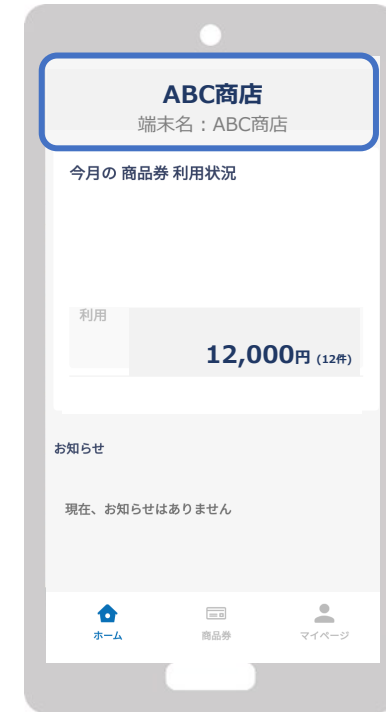 ABC商店
端末名：ABC商店
今月の 商品券 利用状況
利用
12,000円 (12件)
お知らせ
現在、お知らせはありません
ホーム
商品券
マイページ